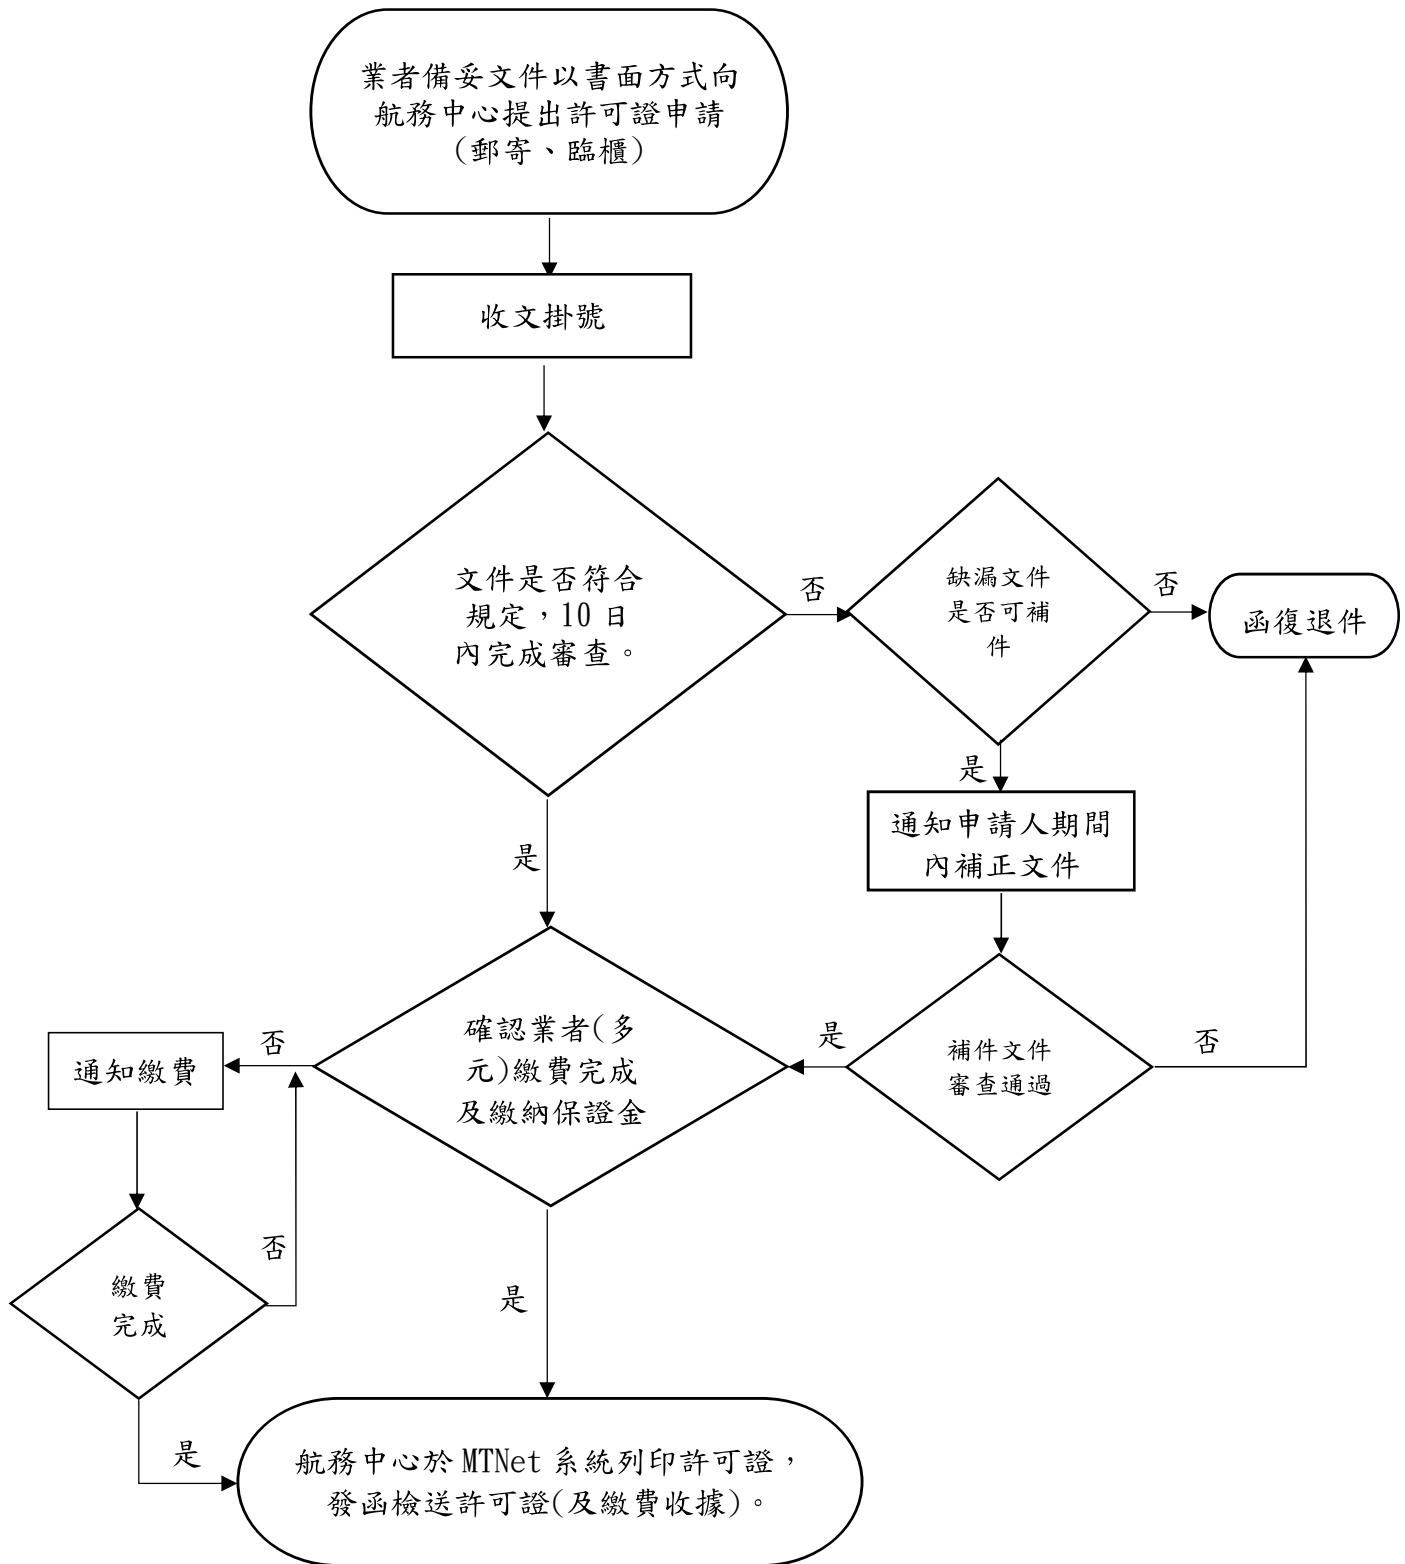 業者備妥文件以書面方式向
航務中心提出許可證申請
(郵寄、臨櫃)
收文掛號
文件是否符合
規定，10 日
內完成審查。
否
缺漏文件
是否可補
件
否
函復退件
是
通知申請人期間
內補正文件
是
確認業者(多
元)繳費完成
及繳納保證金
是
補件文件
審查通過
否
否
通知繳費
否
繳費
完成
是
是
航務中心於 MTNet 系統列印許可證，
發函檢送許可證(及繳費收據)。